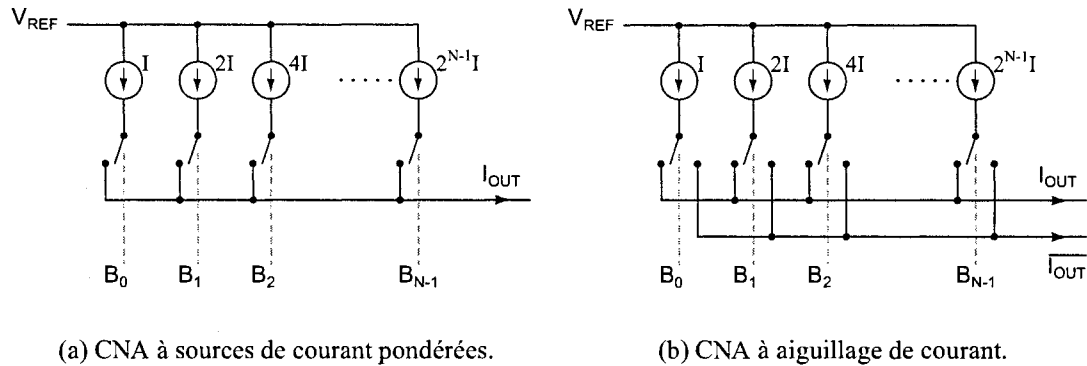 V_REF
I 2I 4I ..... 2^{N-1}I
I_OUT
B_0 B_1 B_2 B_{N-1}
(a) CNA à sources de courant pondérées.
V_REF
I 2I 4I ..... 2^{N-1}I
I_OUT
\overline{I_OUT}
B_0 B_1 B_2 B_{N-1}
(b) CNA à aiguillage de courant.